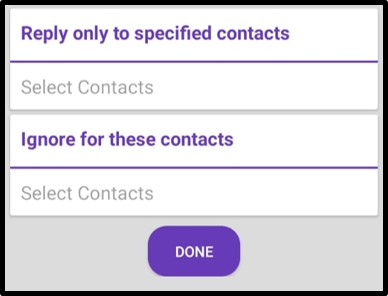 Reply only to specified contacts
Select Contacts
Ignore for these contacts
Select Contacts
DONE